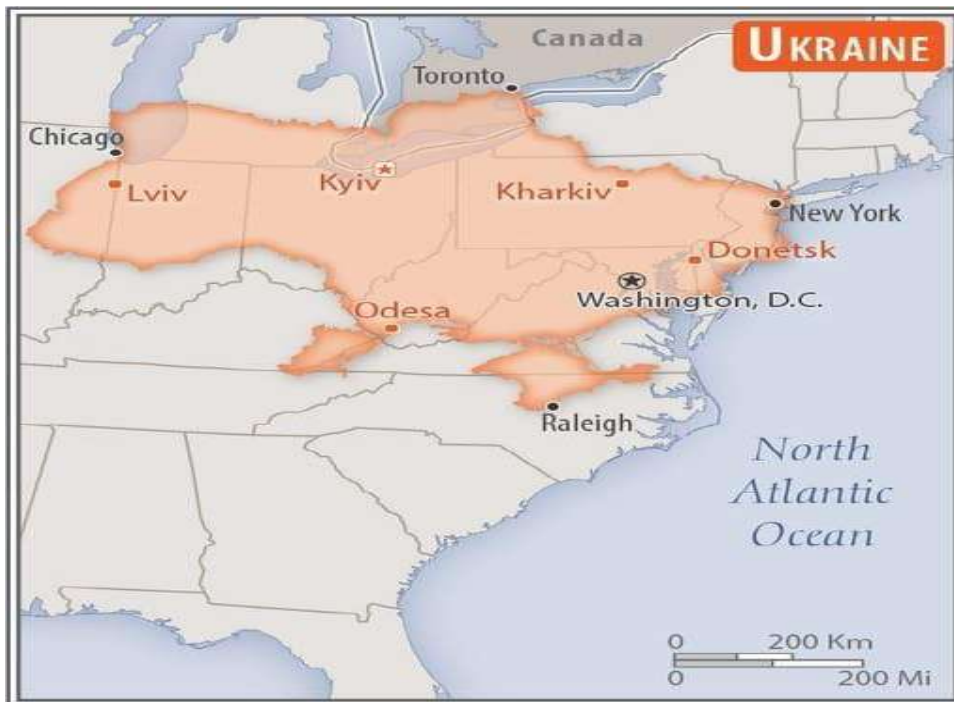 Canada
UKRAINE
Toronto
Chicago
Kyiv
Lviv
Kharkiv
New York
Donetsk
Washington, D.C.
Odesa
Raleigh
North
Atlantic
Ocean
0 200 Km
0 200 Mi